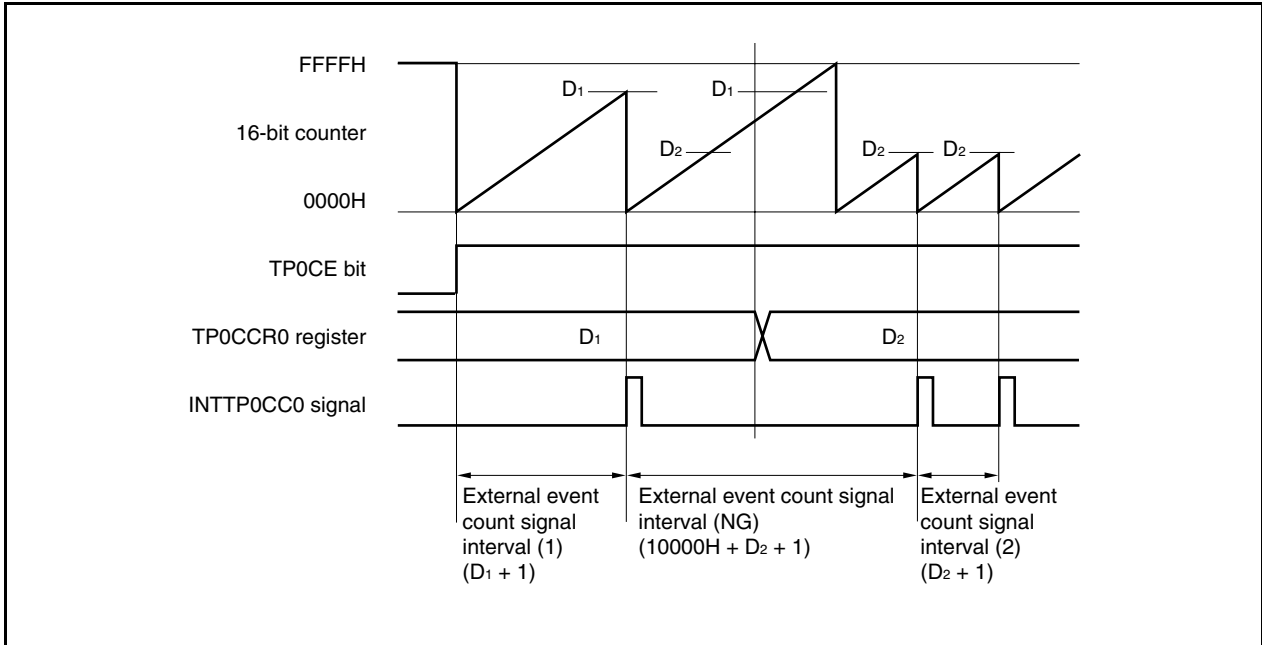 FFFFH
D1 D1
16-bit counter
D2 D2 D2
0000H
TP0CE bit
TP0CCR0 register D1 D2
INTTP0CC0 signal
External event
count signal
interval (1)
(D1 + 1)
External event count signal
interval (NG)
(10000H + D2 + 1)
External event
count signal
interval (2)
(D2 + 1)